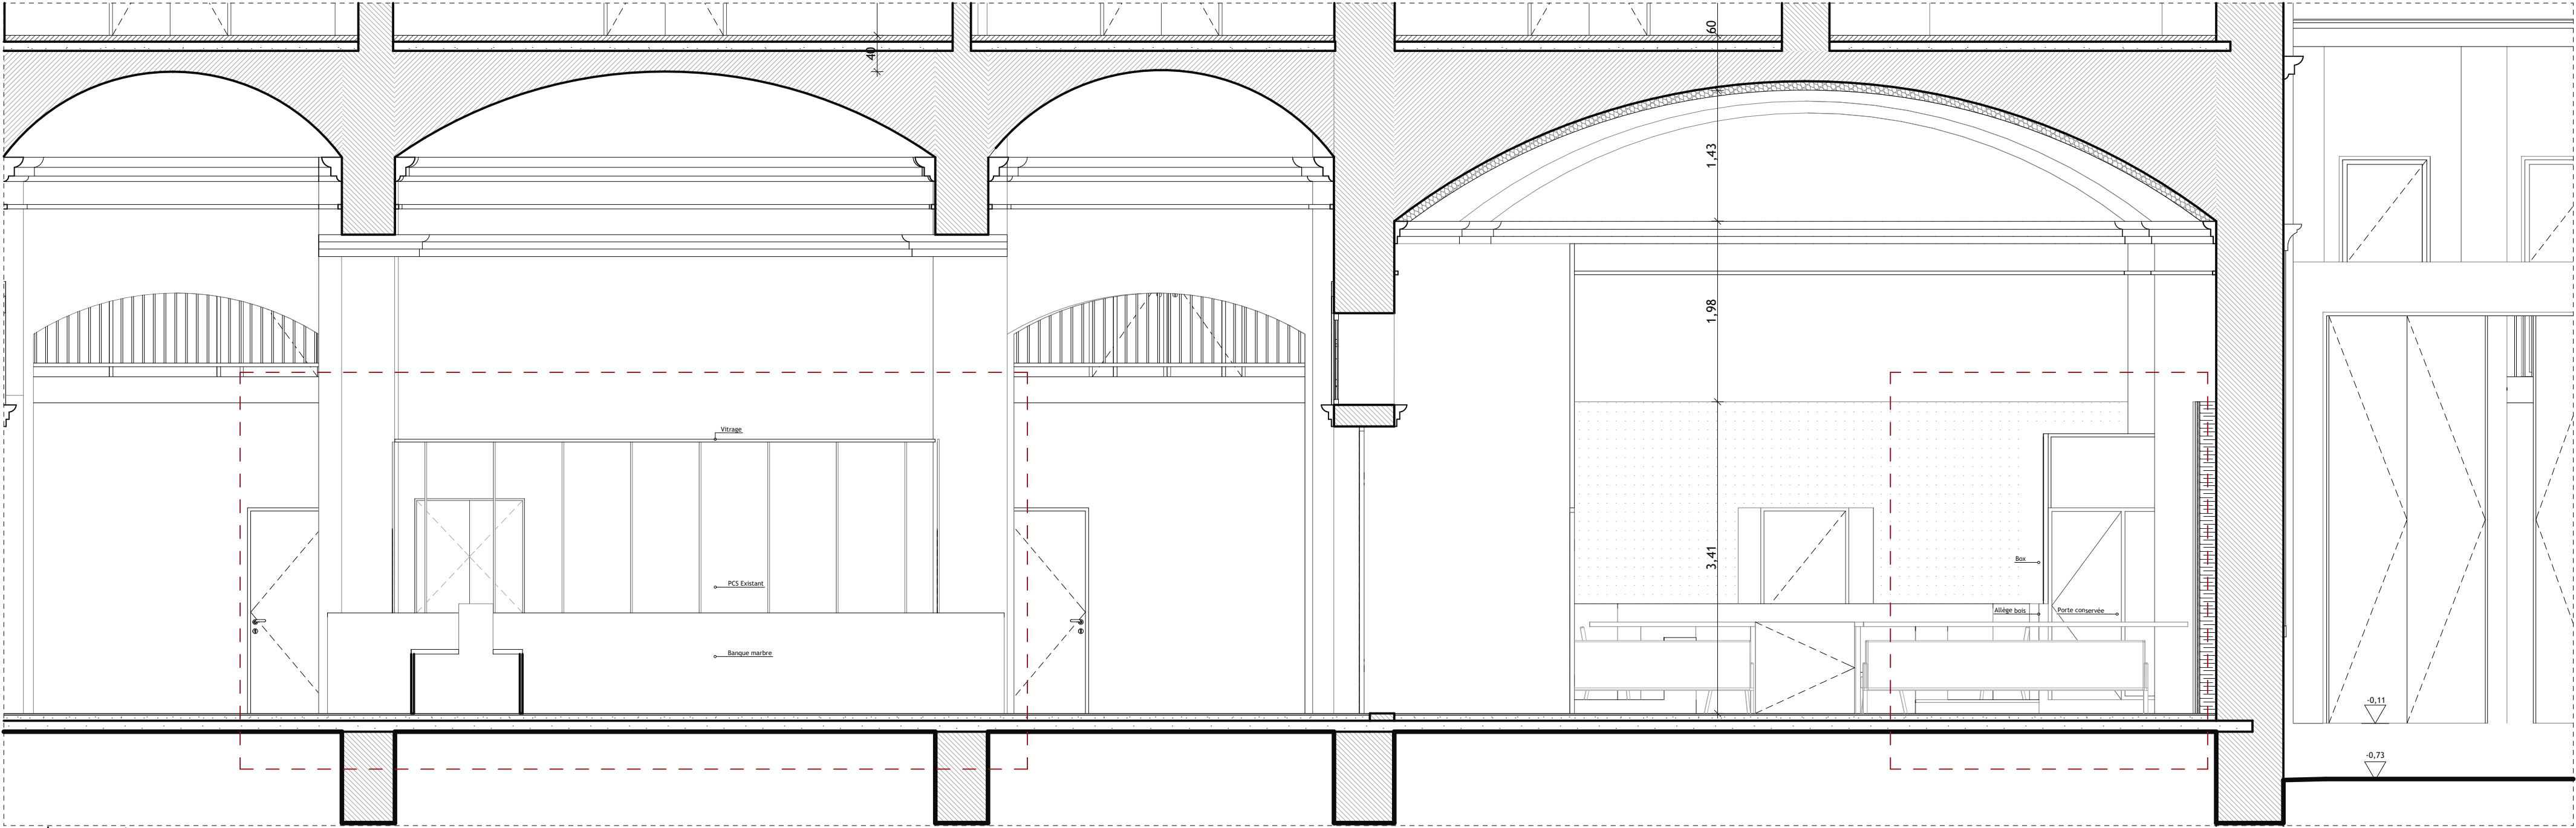 60
40
1,43
1,98
Vitrage
3,41
Box
PCS Existant
Allège bois
Porte conservée
Banque marbre
-0,11
-0,73